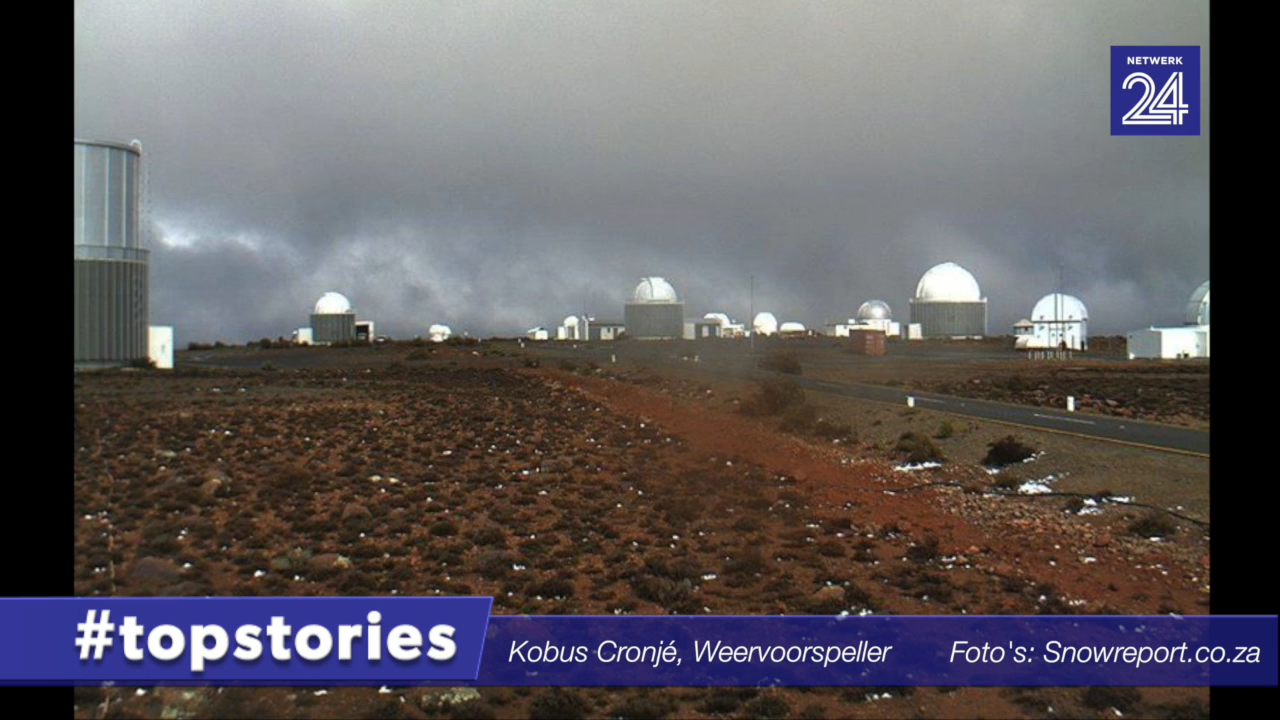 NETWERK
24
#topstories
Kobus Cronjé, Weervoorspeller
Foto's: Snowreport.co.za